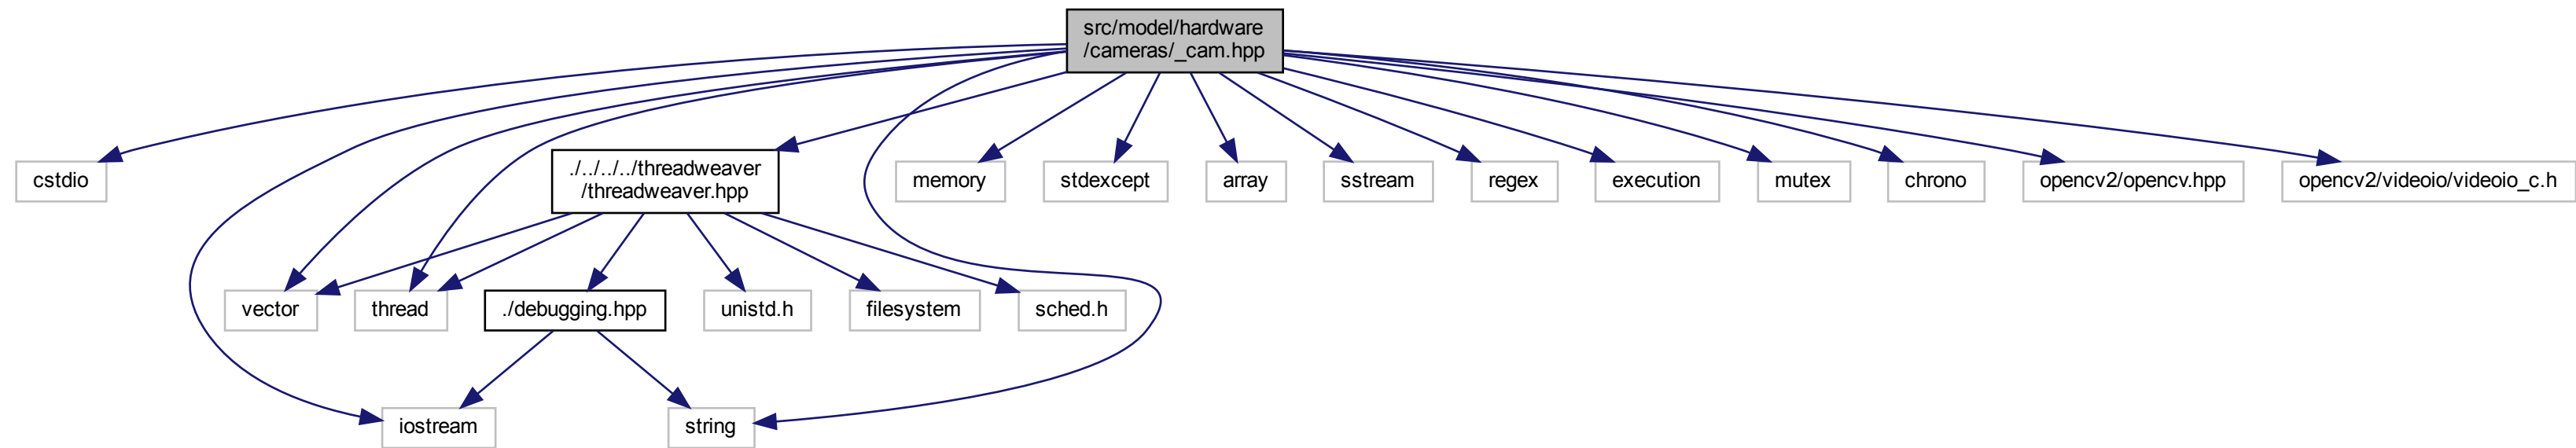 src/model/hardware
/cameras/_cam.hpp
cstdio
./../../../threadweaver
/threadweaver.hpp
memory
stdexcept
array
sstream
regex
execution
mutex
chrono
opencv2/opencv.hpp
opencv2/videoio/videoio_c.h
vector
thread
./debugging.hpp
unistd.h
filesystem
sched.h
iostream
string